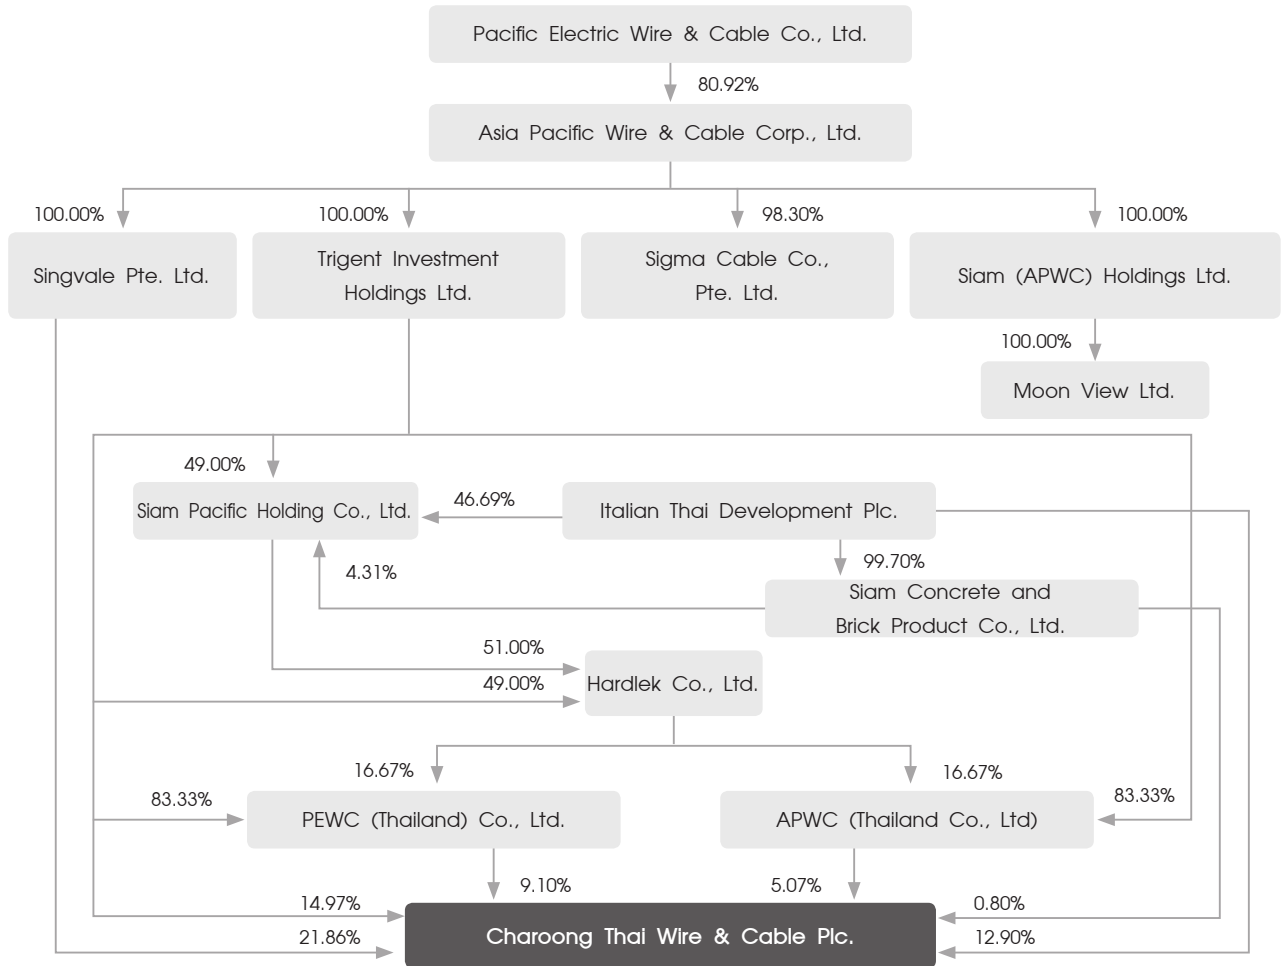 Pacific Electric Wire & Cable Co., Ltd.
80.92%
Asia Pacific Wire & Cable Corp., Ltd.
100.00%
100.00%
98.30%
100.00%
Singvale Pte. Ltd.
Trigent Investment
Holdings Ltd.
Sigma Cable Co.,
Pte. Ltd.
Siam (APWC) Holdings Ltd.
100.00%
Moon View Ltd.
49.00%
Siam Pacific Holding Co., Ltd.
46.69%
Italian Thai Development Plc.
4.31%
99.70%
Siam Concrete and
Brick Product Co., Ltd.
51.00%
49.00%
Hardlek Co., Ltd.
16.67%
16.67%
83.33%
83.33%
PEWC (Thailand) Co., Ltd.
APWC (Thailand Co., Ltd)
9.10%
5.07%
14.97%
0.80%
21.86%
12.90%
Charoong Thai Wire & Cable Plc.